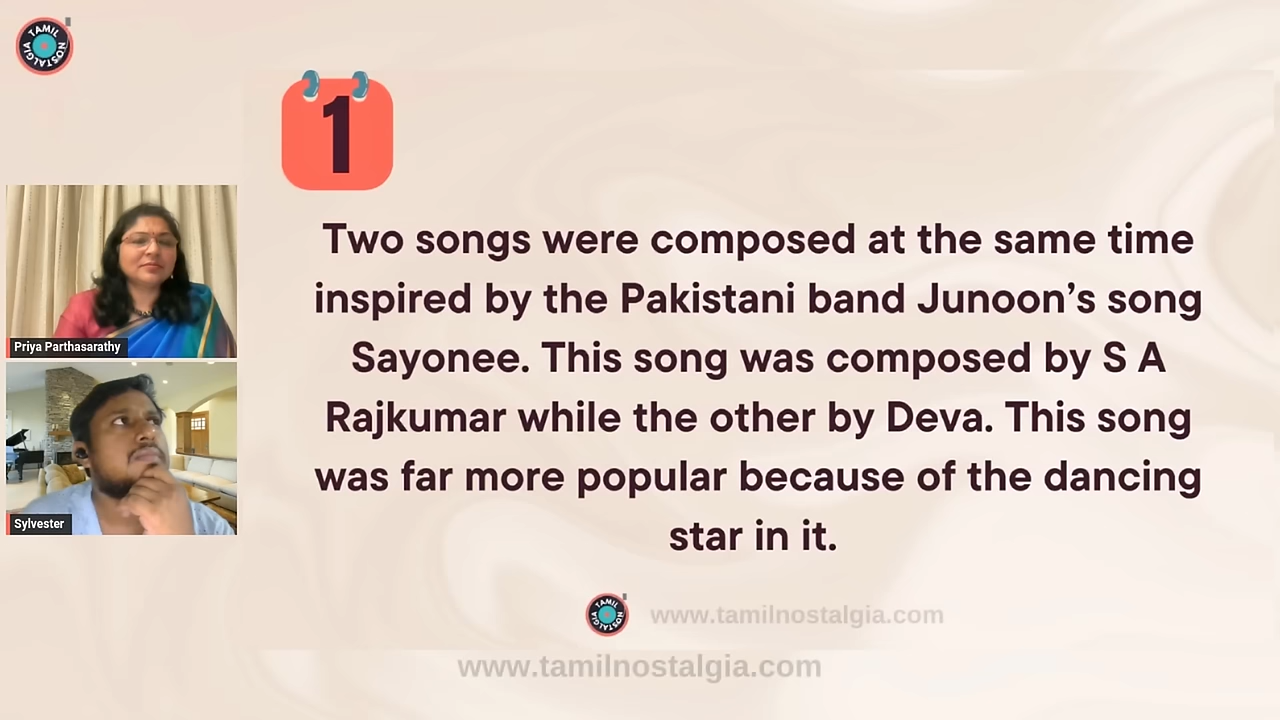 TAMIL NOSTALGIA
1
Two songs were composed at the same time
inspired by the Pakistani band Junoon’s song
Sayonee. This song was composed by S A
Rajkumar while the other by Deva. This song
was far more popular because of the dancing
star in it.
Priya Parthasarathy
Sylvester
TAMIL NOSTALGIA
www.tamilnostalgia.com
www.tamilnostalgia.com